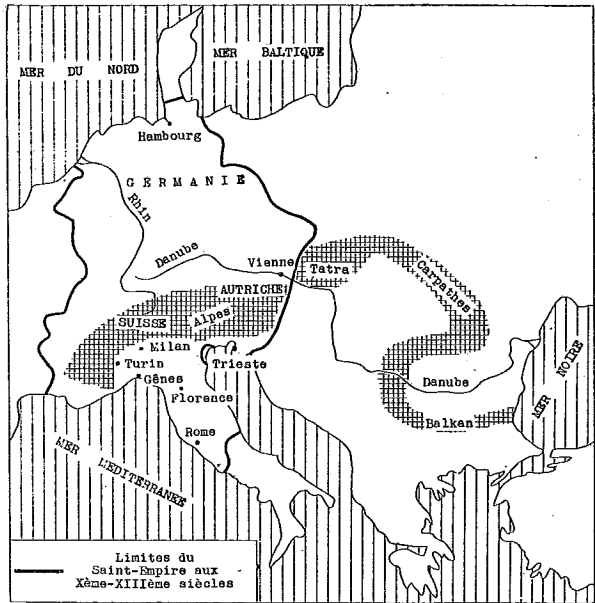 MER BALTIQUE
MER DU NORD
Hambourg
GERMANIE
Rhin
Danube
Vienne
Tatra
Carpathes
AUTRICHE
SUISSE
Alpes
Milan
Turin
Trieste
Gênes
Florence
Danube
MER NOIRE
Balkan
Rome
MER MEDITERRANEE
Limites du
Saint-Empire aux
Xème-XIIIème siècles